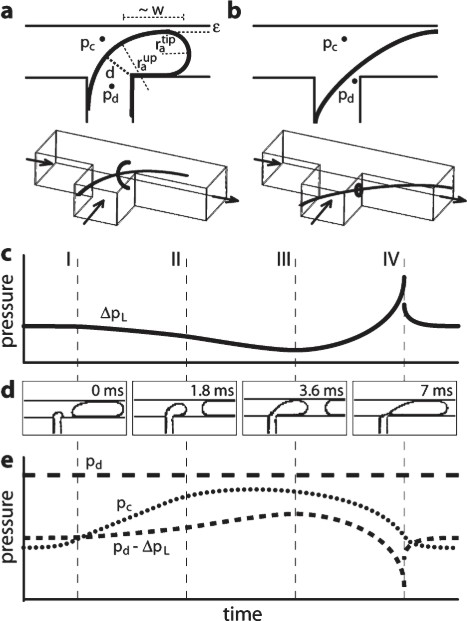 a
~ w
ε
p_c
r_a^tip
r_a^up
d
p_d
b
p_c
p_d
c
I II III IV
pressure
Δp_L
d
0 ms 1.8 ms 3.6 ms 7 ms
e
p_d
p_c
p_d - Δp_L
pressure
time